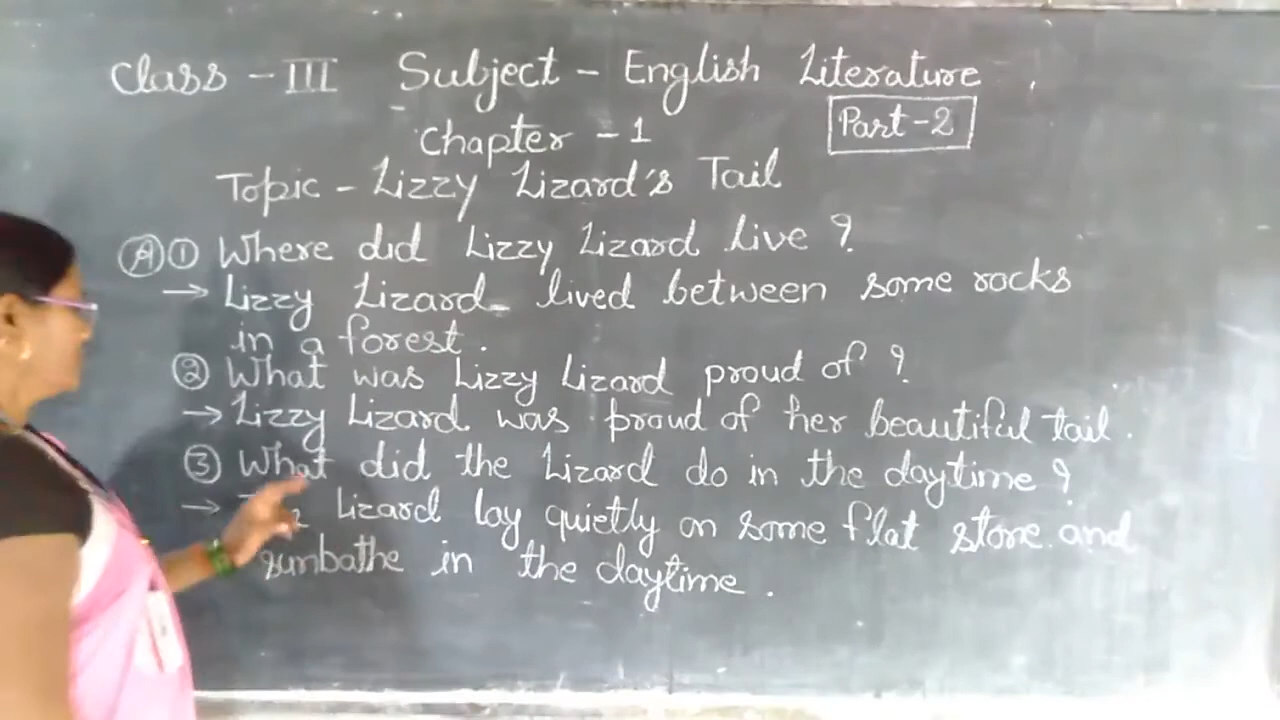 Class - III Subject - English Literature
Part-2
Chapter - 1
Topic - Lizzy Lizard's Tail
A 1 Where did Lizzy Lizard live ?
→ Lizzy Lizard lived between some rocks
in a forest.
2 What was Lizzy Lizard proud of ?
→ Lizzy Lizard was proud of her beautiful tail.
3 What did the Lizard do in the daytime ?
→ lizard lay quietly on some flat stone and
sunbathe in the daytime.